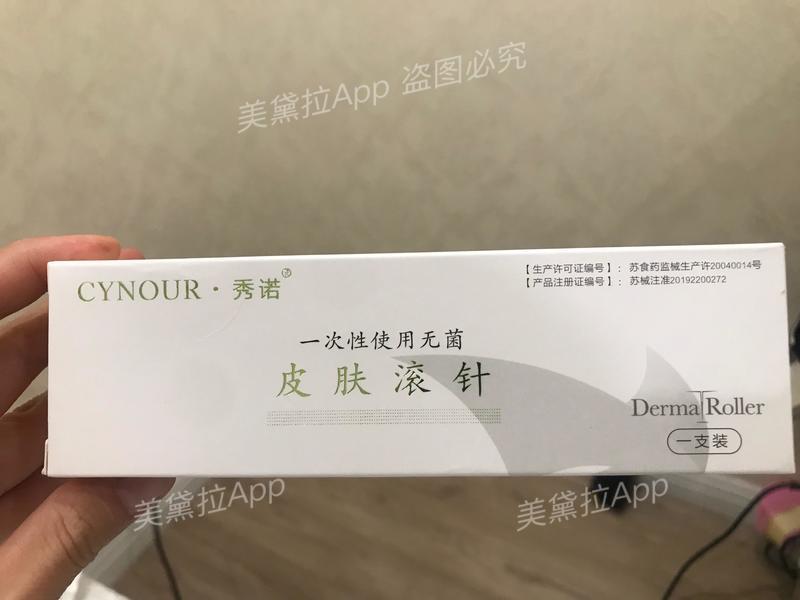 美黛拉App 盗图必究
CYNOUR · 秀诺
【生产许可证编号】： 苏食药监械生产许20040014号
【产品注册证编号】： 苏械注准20192200272
一次性使用无菌
皮肤滚针
Derma Roller
一支装
美黛拉App
美黛拉App